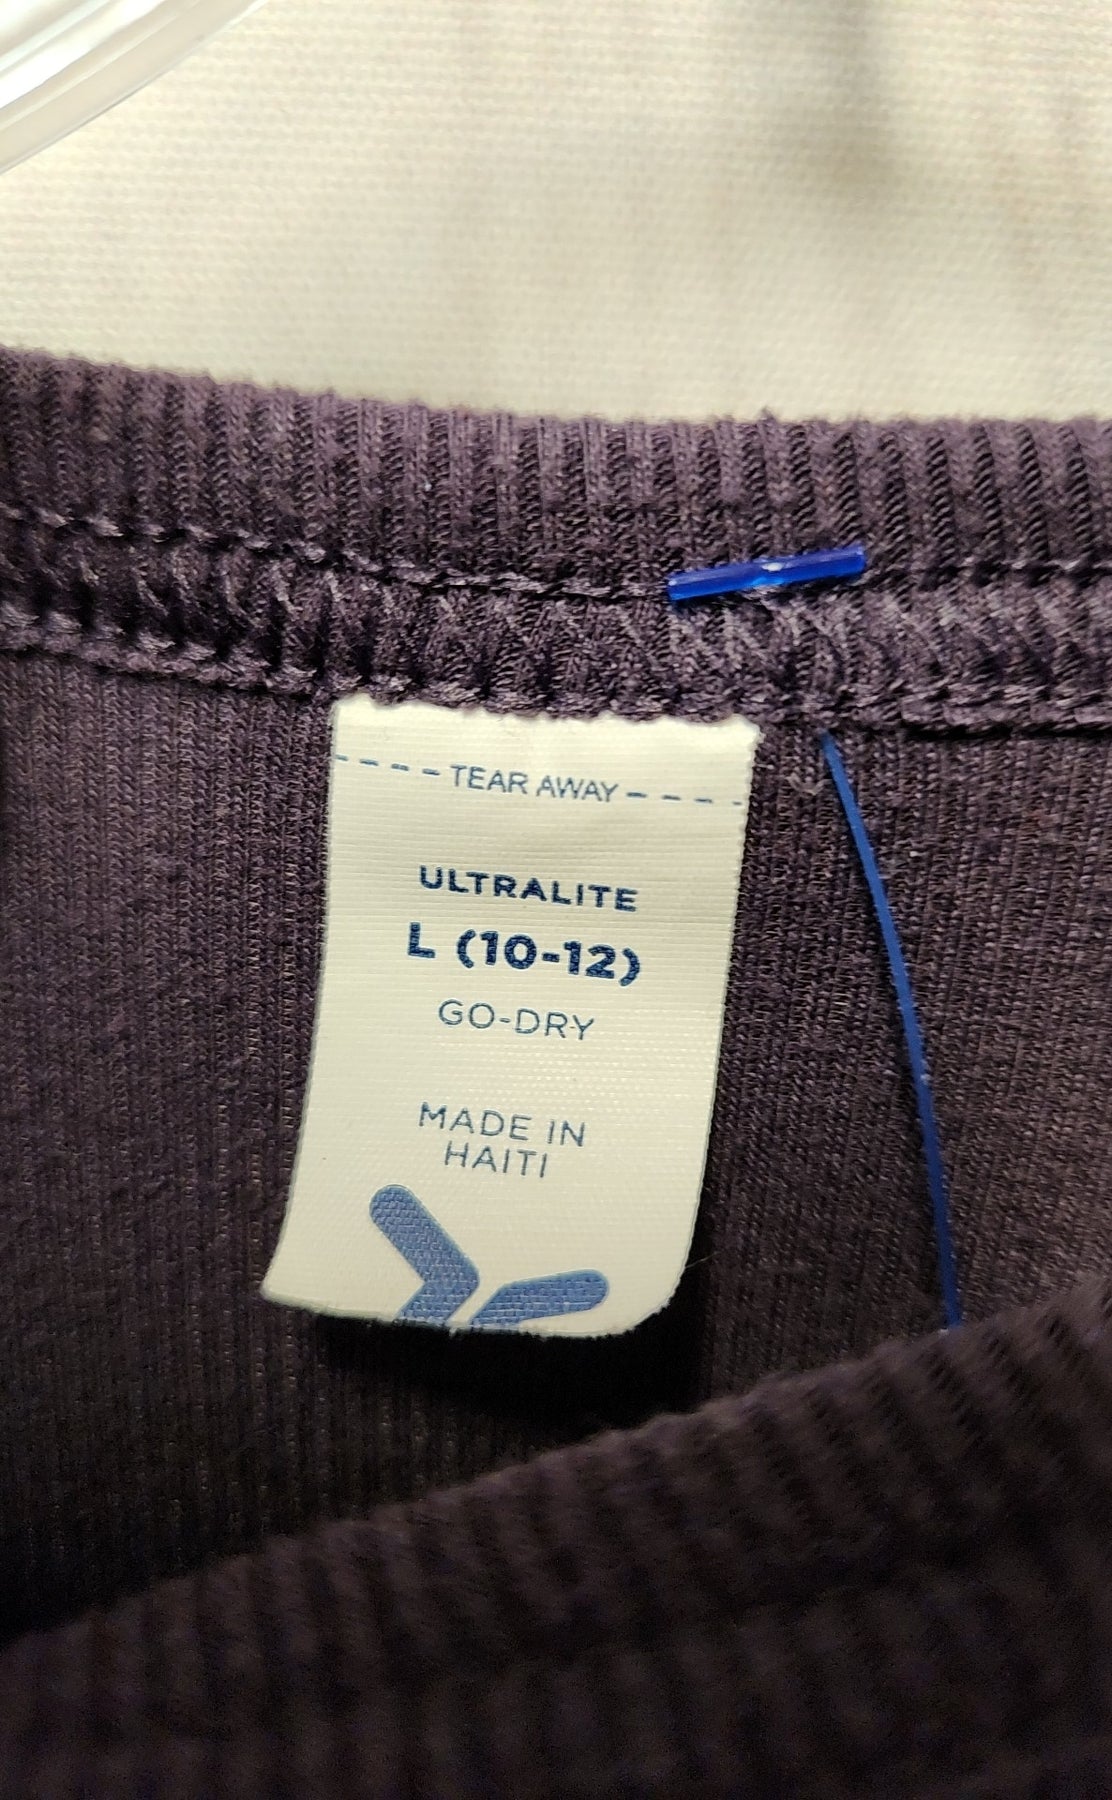 ---- TEAR AWAY ----
ULTRALITE
L (10-12)
GO-DRY
MADE IN
HAITI